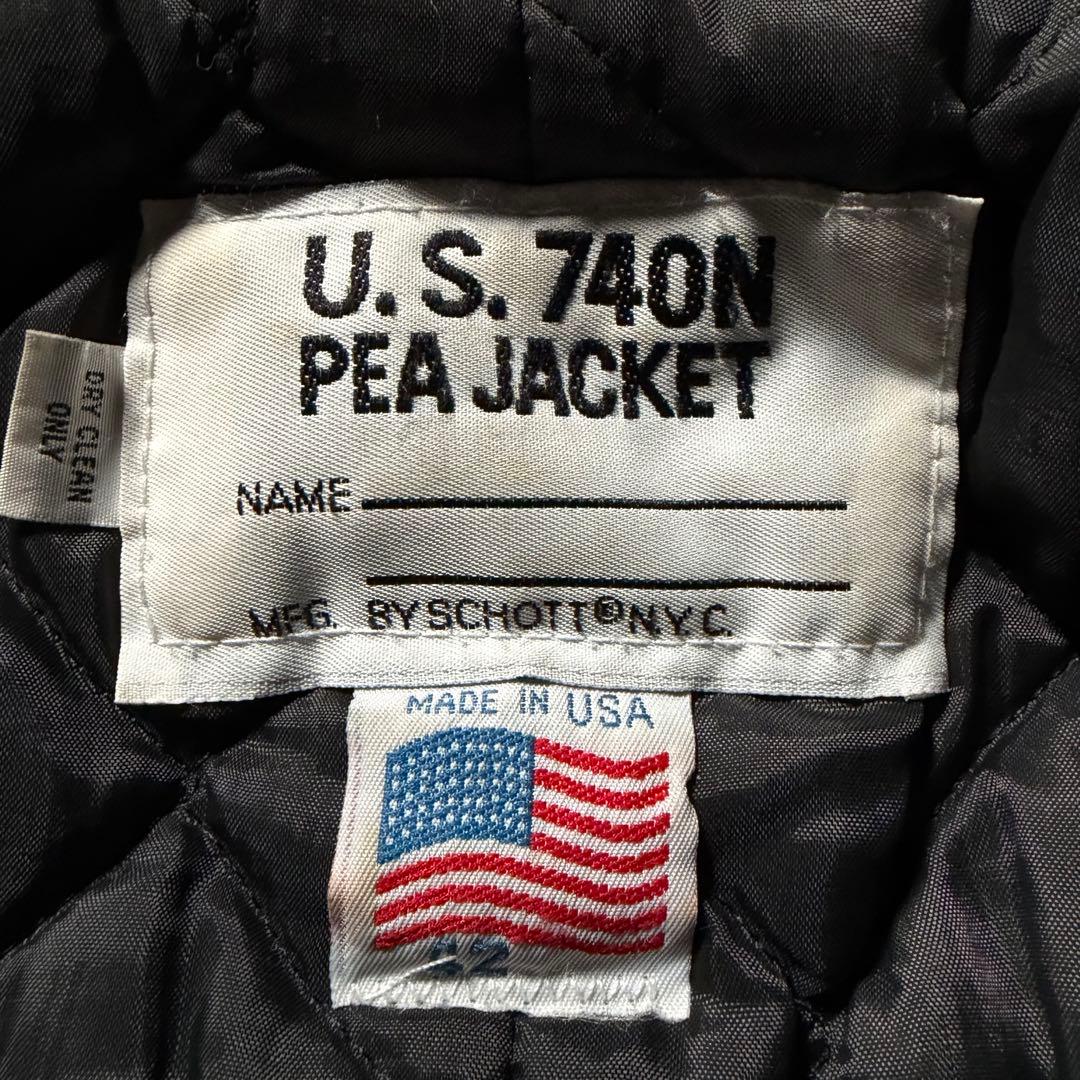 U. S. 740N
PEA JACKET
DRY CLEAN
ONLY
NAME
MFG. BY SCHOTT® N.Y.C.
MADE IN USA